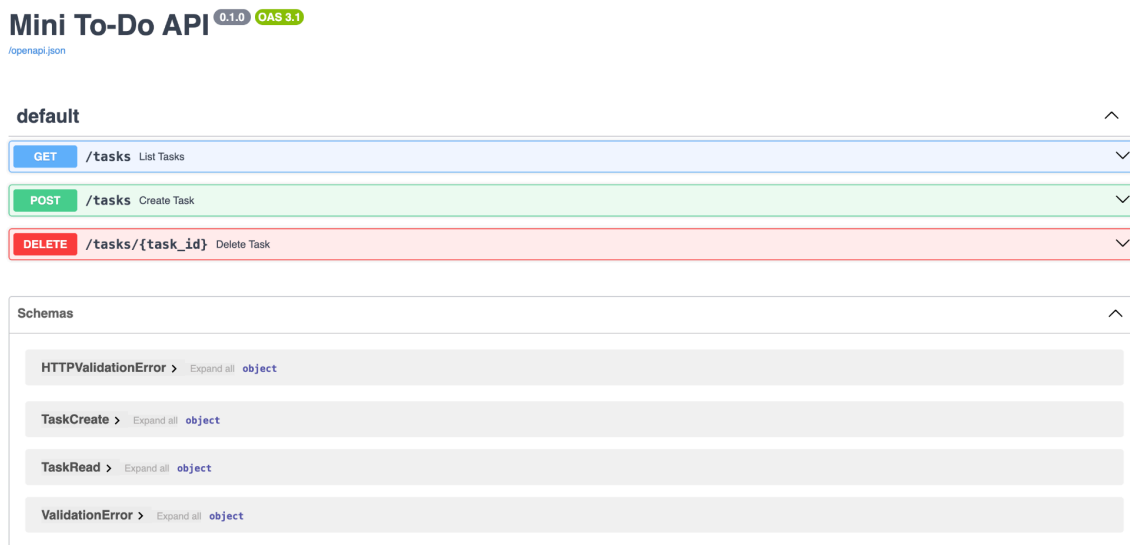 Mini To-Do API 0.1.0 OAS 3.1
/openapi.json
default
GET /tasks List Tasks
POST /tasks Create Task
DELETE /tasks/{task_id} Delete Task
Schemas
HTTPValidationError Expand all object
TaskCreate Expand all object
TaskRead Expand all object
ValidationError Expand all object